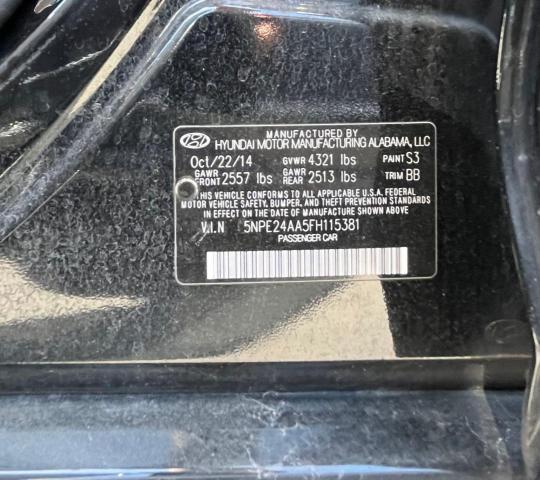 MANUFACTURED BY
HYUNDAI MOTOR MANUFACTURING ALABAMA, LLC
Oct/22/14 GVWR 4321 lbs PAINT S3
GAWR FRONT 2557 lbs GAWR REAR 2513 lbs TRIM BB
THIS VEHICLE CONFORMS TO ALL APPLICABLE U.S.A. FEDERAL
MOTOR VEHICLE SAFETY, BUMPER, AND THEFT PREVENTION STANDARDS
IN EFFECT ON THE DATE OF MANUFACTURE SHOWN ABOVE.
V.I.N 5NPE24AA5FH115381
PASSENGER CAR